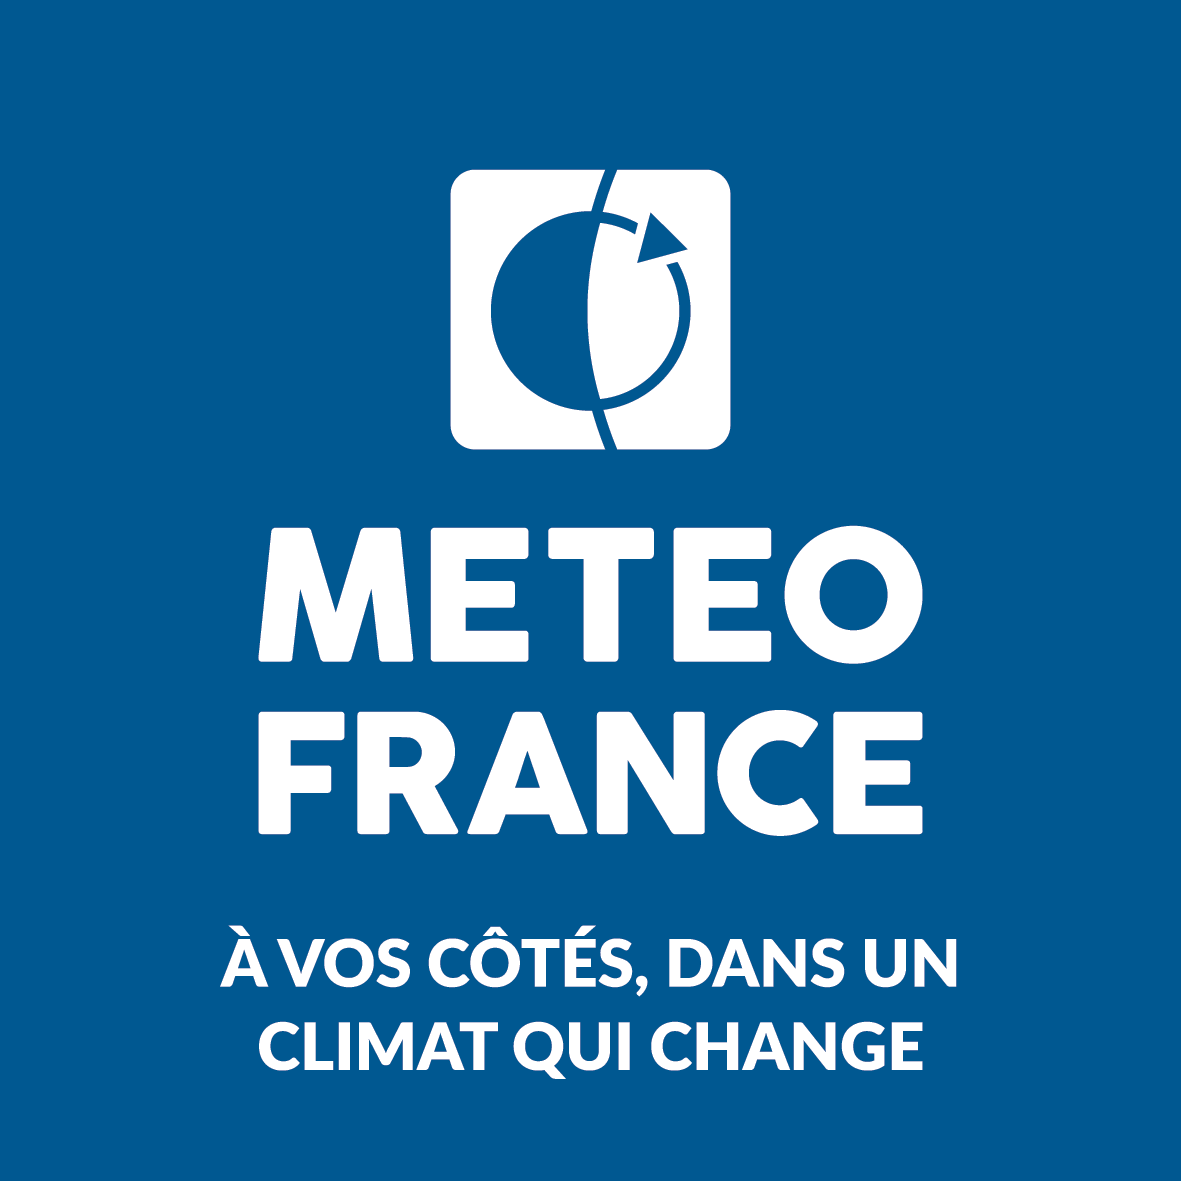 METEO
FRANCE
À VOS CÔTÉS, DANS UN
CLIMAT QUI CHANGE